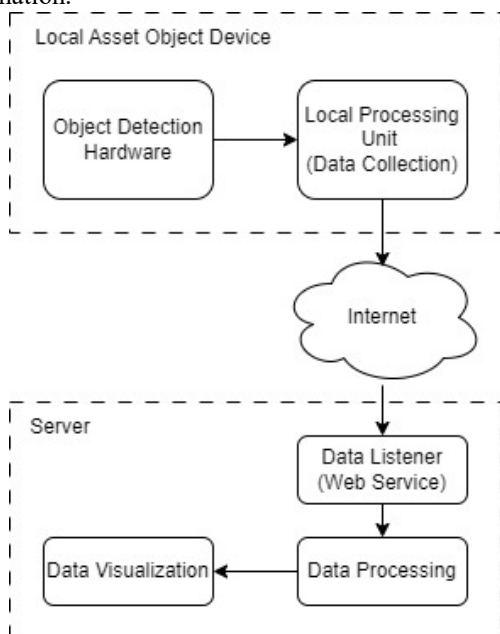 Local Asset Object Device
Object Detection
Hardware
Local Processing
Unit
(Data Collection)
Internet
Server
Data Listener
(Web Service)
Data Visualization
Data Processing